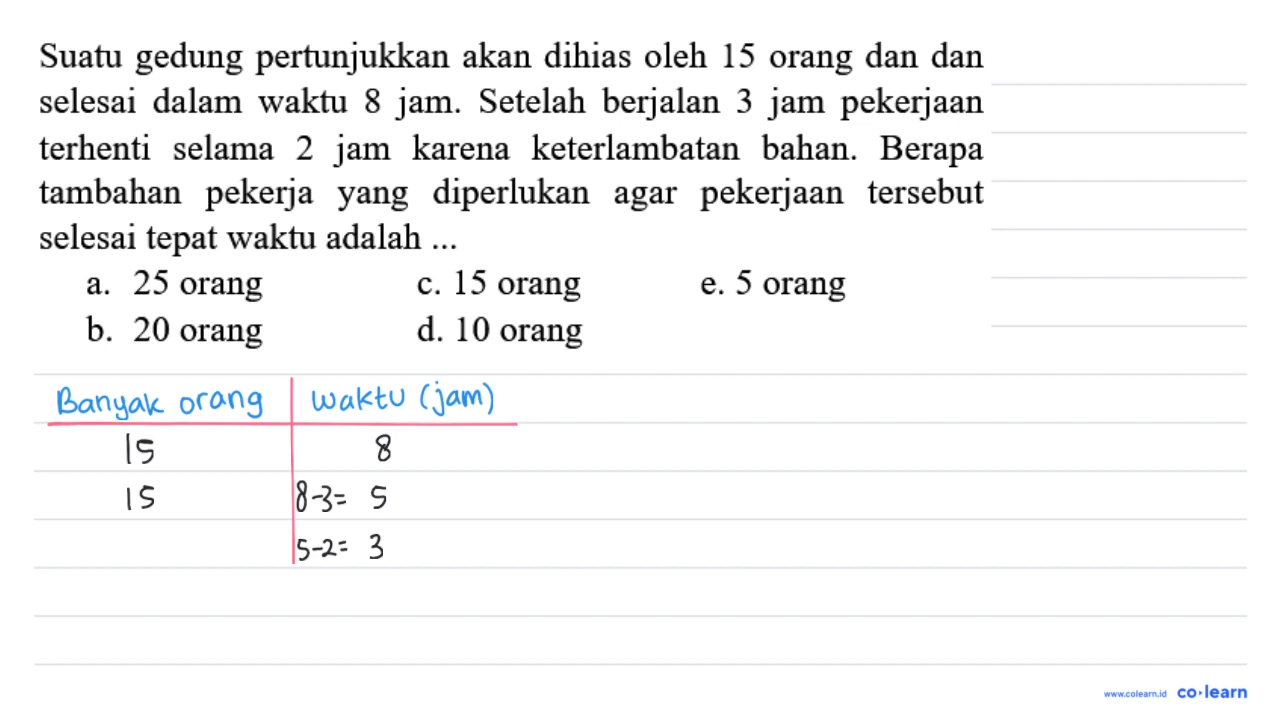 Suatu gedung pertunjukkan akan dihias oleh 15 orang dan dan
selesai dalam waktu 8 jam. Setelah berjalan 3 jam pekerjaan
terhenti selama 2 jam karena keterlambatan bahan. Berapa
tambahan pekerja yang diperlukan agar pekerjaan tersebut
selesai tepat waktu adalah ...
a. 25 orang c. 15 orang e. 5 orang
b. 20 orang d. 10 orang
Banyak orang waktu (jam)
15 8
15 8-3= 5
5-2= 3
www.colearn.id co·learn